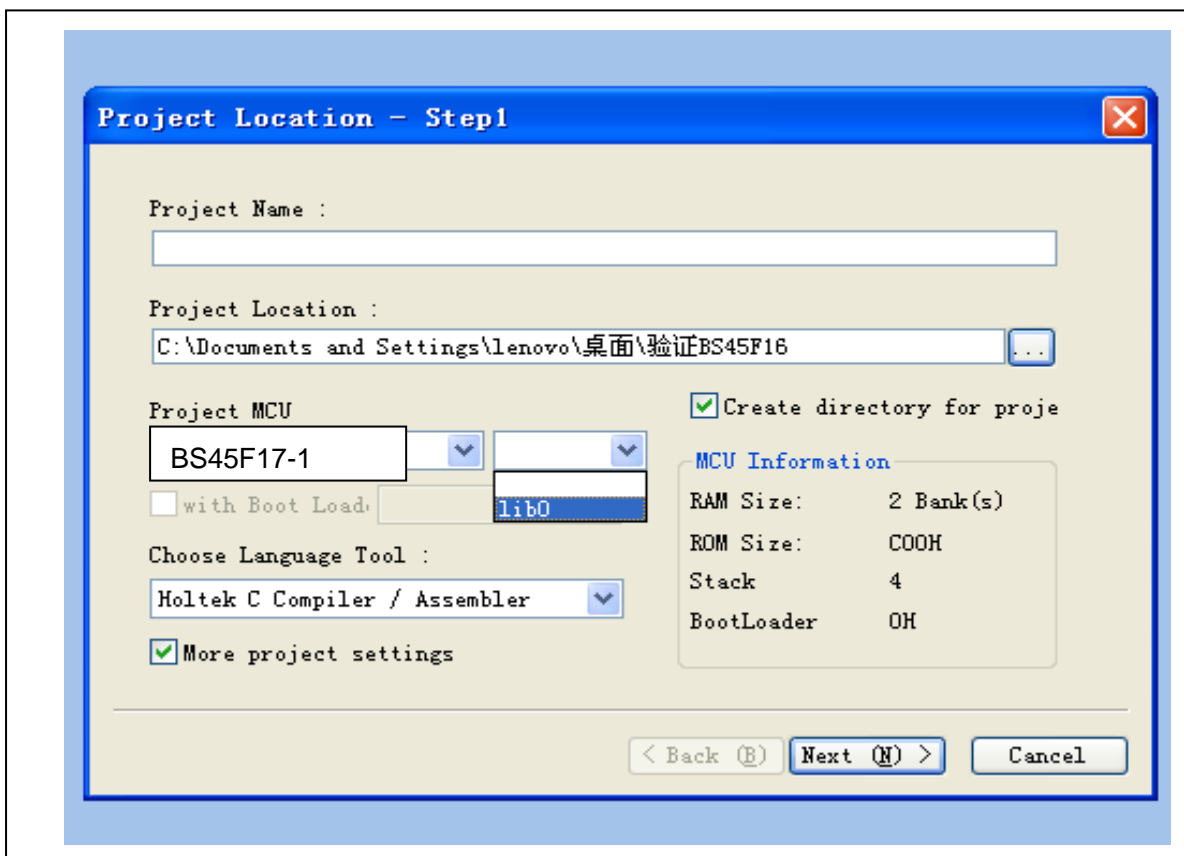 Project Location - Step1
Project Name :
Project Location :
C:\Documents and Settings\lenovo\桌面\验证BS45F16
...
Project MCU
Create directory for proje
BS45F17-1
lib0
with Boot Load
MCU Information
RAM Size: 2 Bank(s)
ROM Size: C00H
Stack 4
BootLoader 0H
Choose Language Tool :
Holtek C Compiler / Assembler
More project settings
< Back (B)
Next (N) >
Cancel